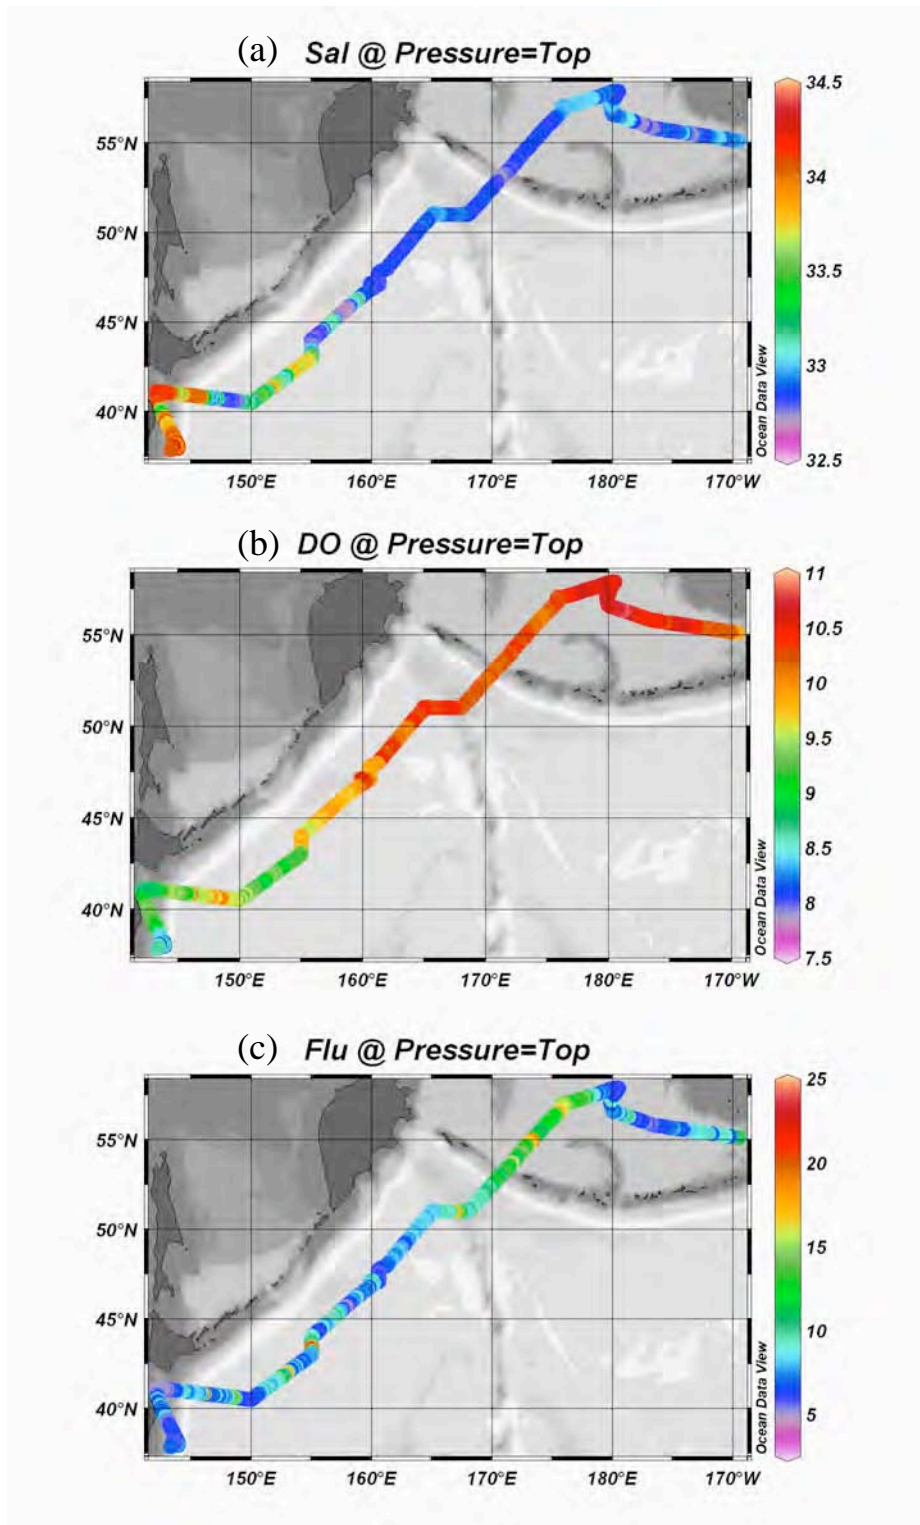 (a) Sal @ Pressure=Top
34.5
55°N
34
50°N
33.5
45°N
33
40°N
Ocean Data View
32.5
150°E 160°E 170°E 180°E 170°W
(b) DO @ Pressure=Top
11
55°N
10.5
10
50°N
9.5
9
45°N
8.5
40°N
8
Ocean Data View
7.5
150°E 160°E 170°E 180°E 170°W
(c) Flu @ Pressure=Top
25
55°N
20
50°N
15
45°N
10
40°N
5
Ocean Data View
150°E 160°E 170°E 180°E 170°W